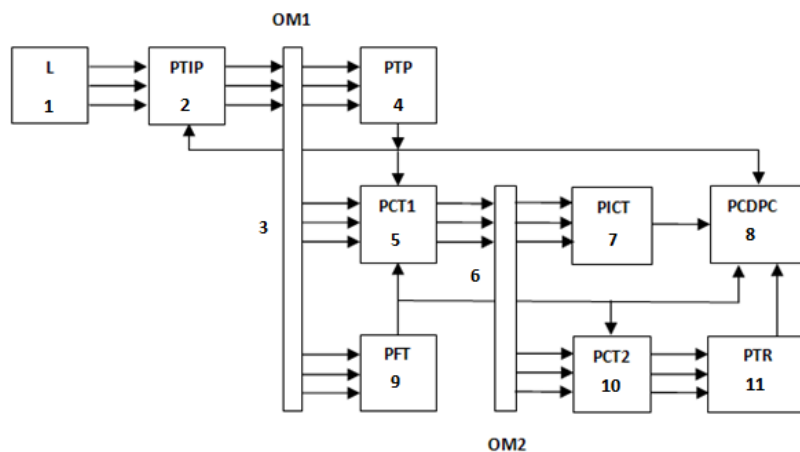 OM1
L
1
PTIP
2
PTP
4
3
PCT1
5
6
PICT
7
PCDPC
8
PFT
9
PCT2
10
PTR
11
OM2